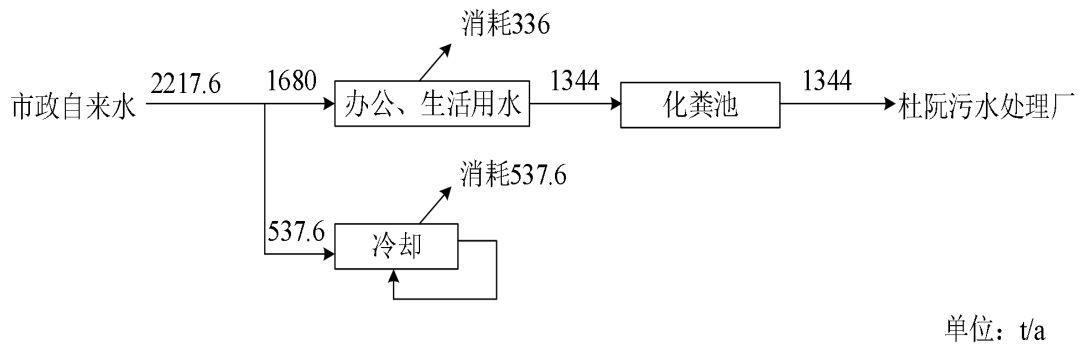 消耗336
2217.6
1680
1344
1344
市政自来水
办公、生活用水
化粪池
杜阮污水处理厂
消耗537.6
537.6
冷却
单位：t/a